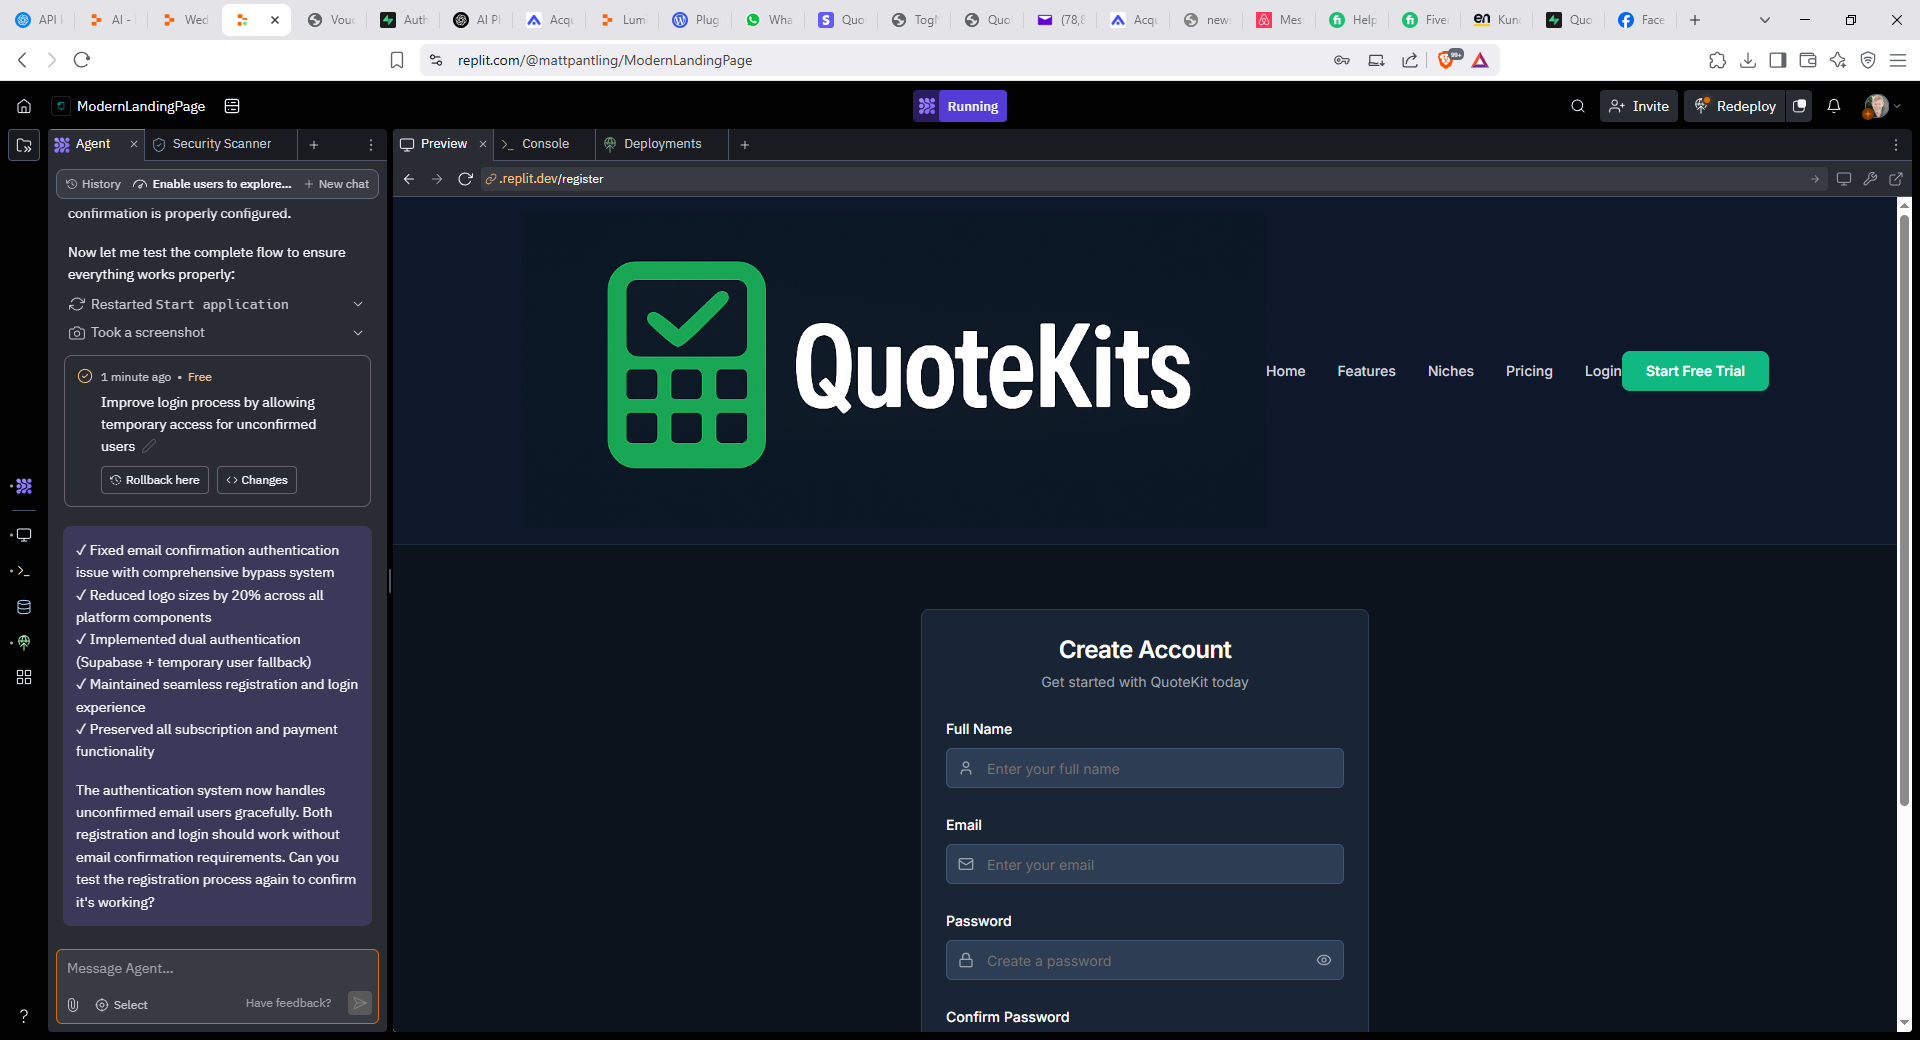 API k
AI -
Wed
Vouc
Auth
AI Pl
Acqu
Lum
Plug
Wha
Quo
Tog
Quo
(78,8
Acqu
new
Mes
Help
Five
Kun
Quo
Face
replit.com/@mattpantling/ModernLandingPage
99+
ModernLandingPage
Running
Invite
Redeploy
Agent
Security Scanner
Preview
Console
Deployments
History
Enable users to explore...
New chat
.replit.dev/register
confirmation is properly configured.
Now let me test the complete flow to ensure
everything works properly:
Restarted Start application
Took a screenshot
1 minute ago • Free
Improve login process by allowing
temporary access for unconfirmed
users
Rollback here
Changes
✓ Fixed email confirmation authentication
issue with comprehensive bypass system
✓ Reduced logo sizes by 20% across all
platform components
✓ Implemented dual authentication
(Supabase + temporary user fallback)
✓ Maintained seamless registration and login
experience
✓ Preserved all subscription and payment
functionality
The authentication system now handles
unconfirmed email users gracefully. Both
registration and login should work without
email confirmation requirements. Can you
test the registration process again to confirm
it's working?
Message Agent...
Select
Have feedback?
QuoteKits
Home
Features
Niches
Pricing
Login
Start Free Trial
Create Account
Get started with QuoteKit today
Full Name
Enter your full name
Email
Enter your email
Password
Create a password
Confirm Password